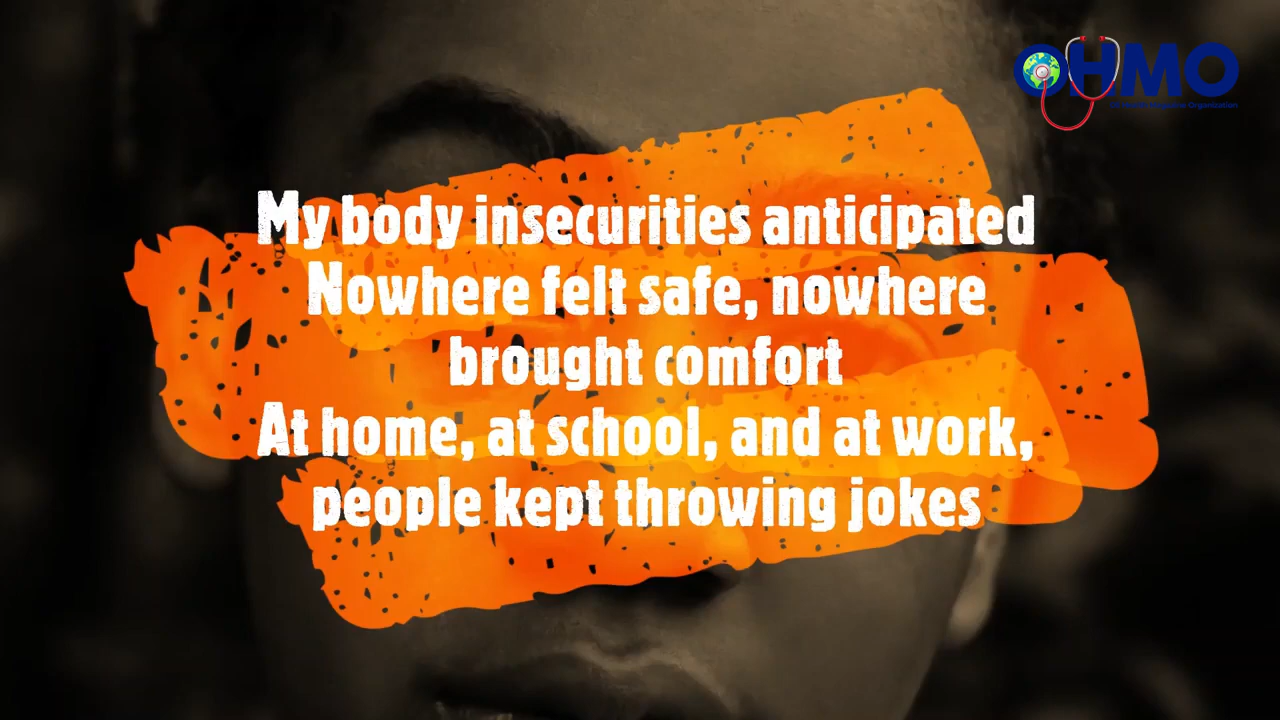 OHMO
My body insecurities anticipated
Nowhere felt safe, nowhere
brought comfort
At home, at school, and at work,
people kept throwing jokes